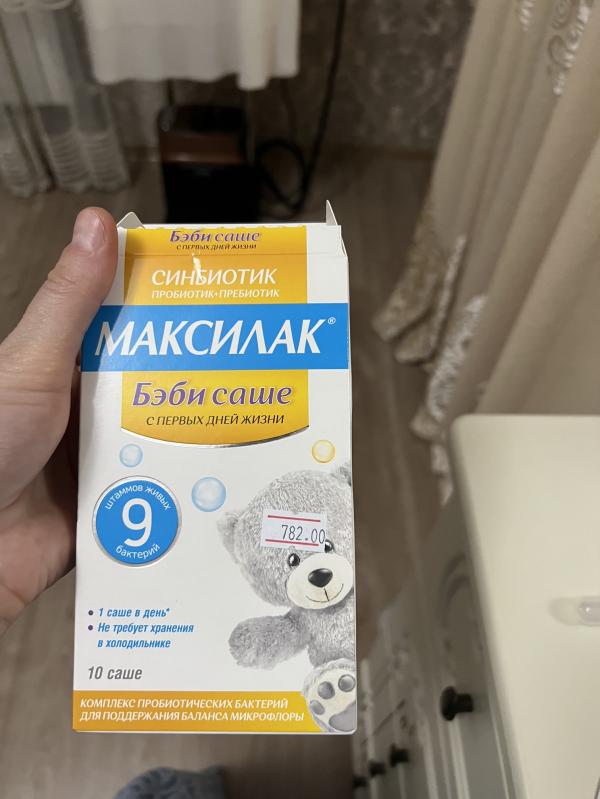 Бэби саше
С ПЕРВЫХ ДНЕЙ ЖИЗНИ
СИНБИОТИК
ПРОБИОТИК+ПРЕБИОТИК
МАКСИЛАК®
Бэби саше
С ПЕРВЫХ ДНЕЙ ЖИЗНИ
штаммов живых
9
бактерий
782.00
• 1 саше в день*
• Не требует хранения
в холодильнике
10 саше
КОМПЛЕКС ПРОБИОТИЧЕСКИХ БАКТЕРИЙ
ДЛЯ ПОДДЕРЖАНИЯ БАЛАНСА МИКРОФЛОРЫ